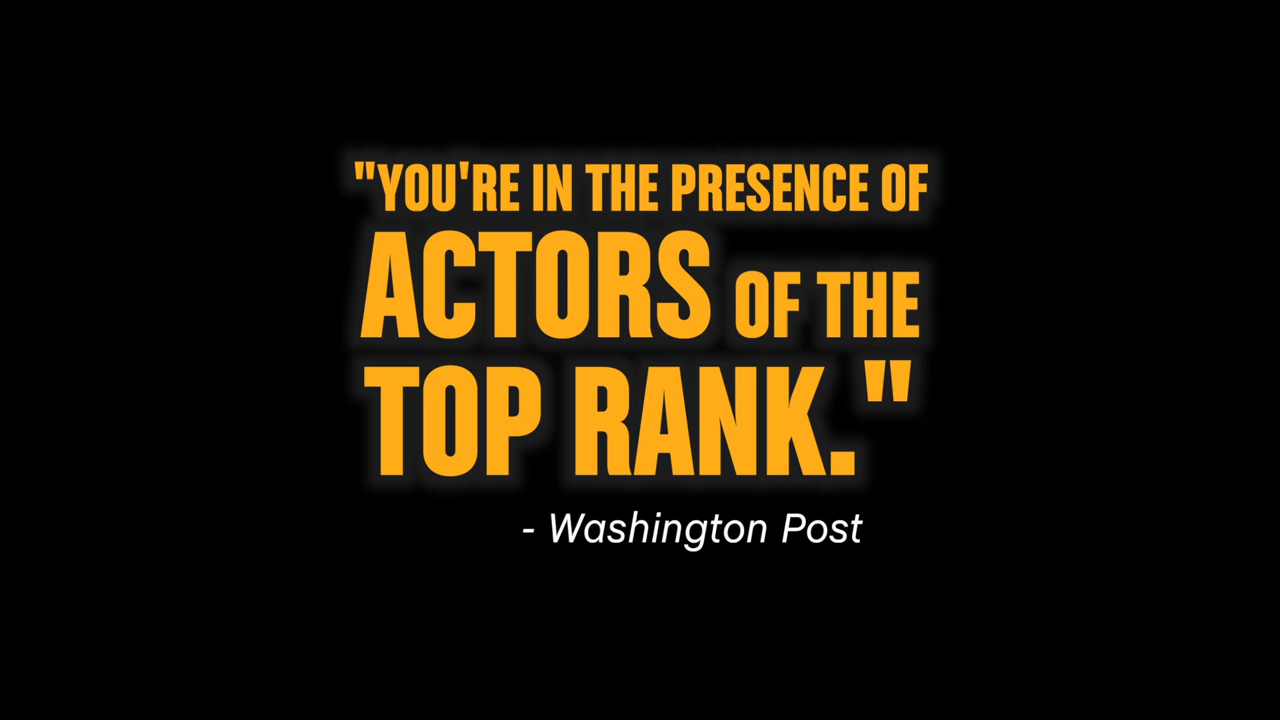 "YOU'RE IN THE PRESENCE OF
ACTORS OF THE
TOP RANK."
- Washington Post